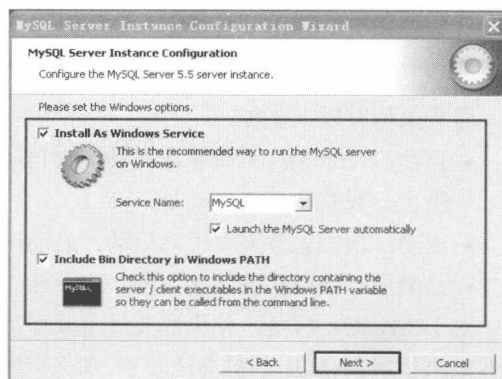 MySQL Server Instance Configuration Wizard
MySQL Server Instance Configuration
Configure the MySQL Server 5.5 server instance.
Please set the Windows options.
Install As Windows Service
This is the recommended way to run the MySQL server
on Windows.
Service Name:
MySQL
Launch the MySQL Server automatically
Include Bin Directory in Windows PATH
Check this option to include the directory containing the
server / client executables in the Windows PATH variable
so they can be called from the command line.
< Back
Next >
Cancel